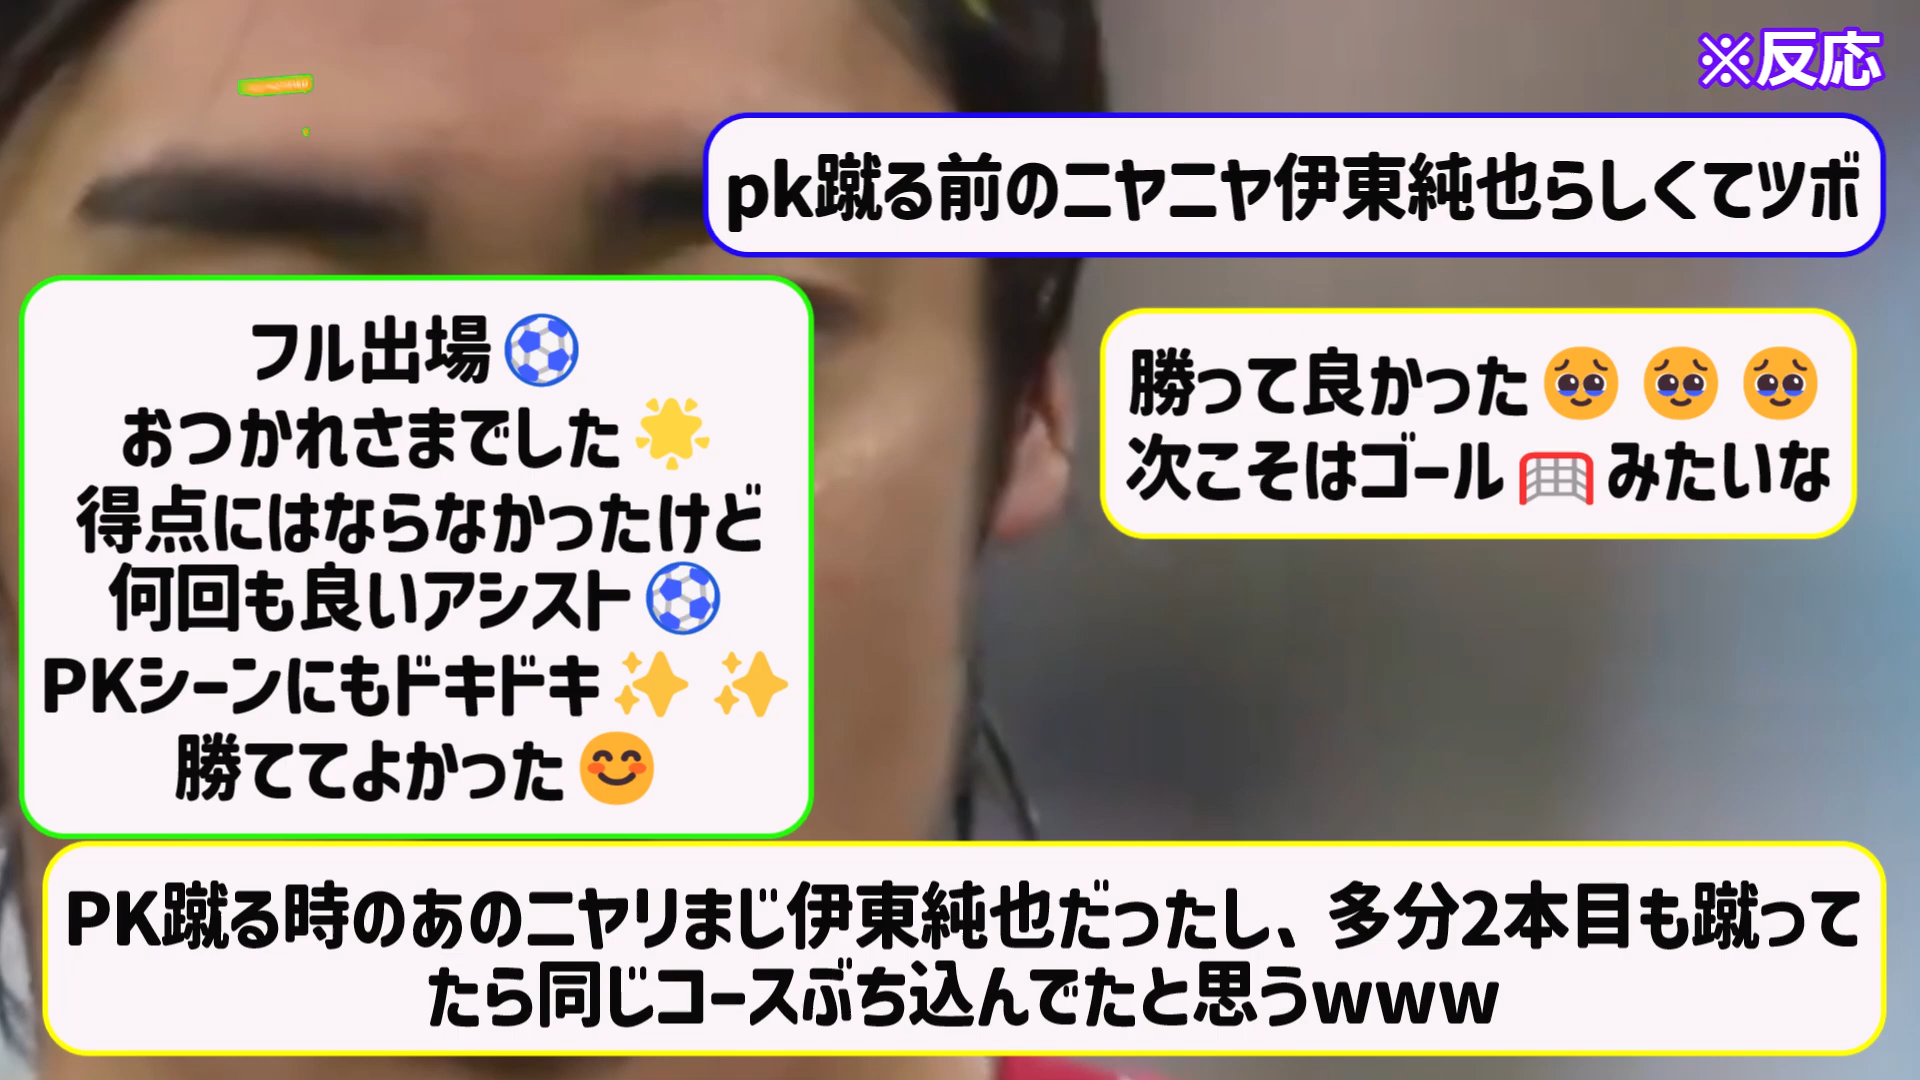 ※反応
pk蹴る前のニヤニヤ伊東純也らしくてツボ
フル出場⚽
おつかれさまでした🌟
得点にはならなかったけど
何回も良いアシスト⚽
PKシーンにもドキドキ✨✨
勝ててよかった😊
勝って良かった🥹🥹🥹
次こそはゴール🥅みたいな
PK蹴る時のあのニヤリまじ伊東純也だったし、多分2本目も蹴って
たら同じコースぶち込んでたと思うwww